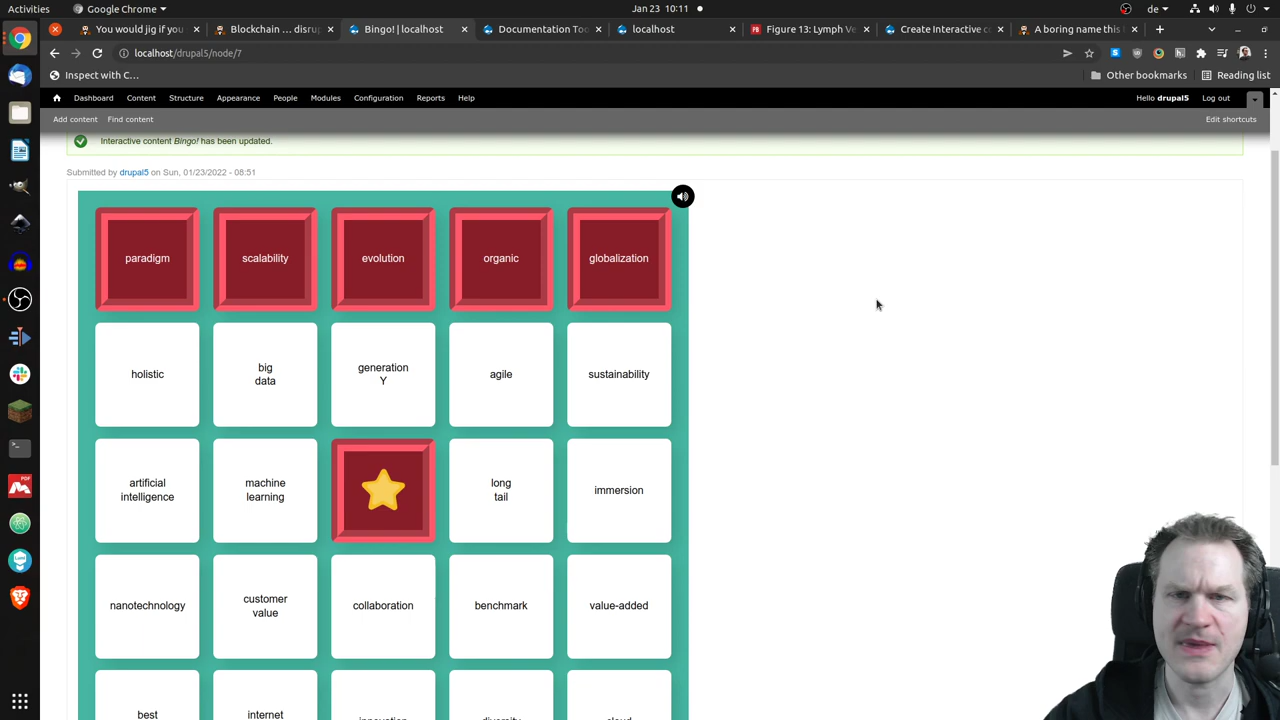 Activities
Google Chrome
Jan 23 10:11
de
You would jig if you
Blockchain … disrup
Bingo! | localhost
Documentation Too
localhost
Figure 13: Lymph Ve
Create Interactive c
A boring name this
localhost/drupal5/node/7
Inspect with C…
Other bookmarks
Reading list
Dashboard
Content
Structure
Appearance
People
Modules
Configuration
Reports
Help
Hello drupal5
Log out
Add content
Find content
Edit shortcuts
Interactive content Bingo! has been updated.
Submitted by drupal5 on Sun, 01/23/2022 - 08:51
paradigm
scalability
evolution
organic
globalization
holistic
big
data
generation
Y
agile
sustainability
artificial
intelligence
machine
learning
long
tail
immersion
nanotechnology
customer
value
collaboration
benchmark
value-added
best
internet
innovation
diversity
cloud